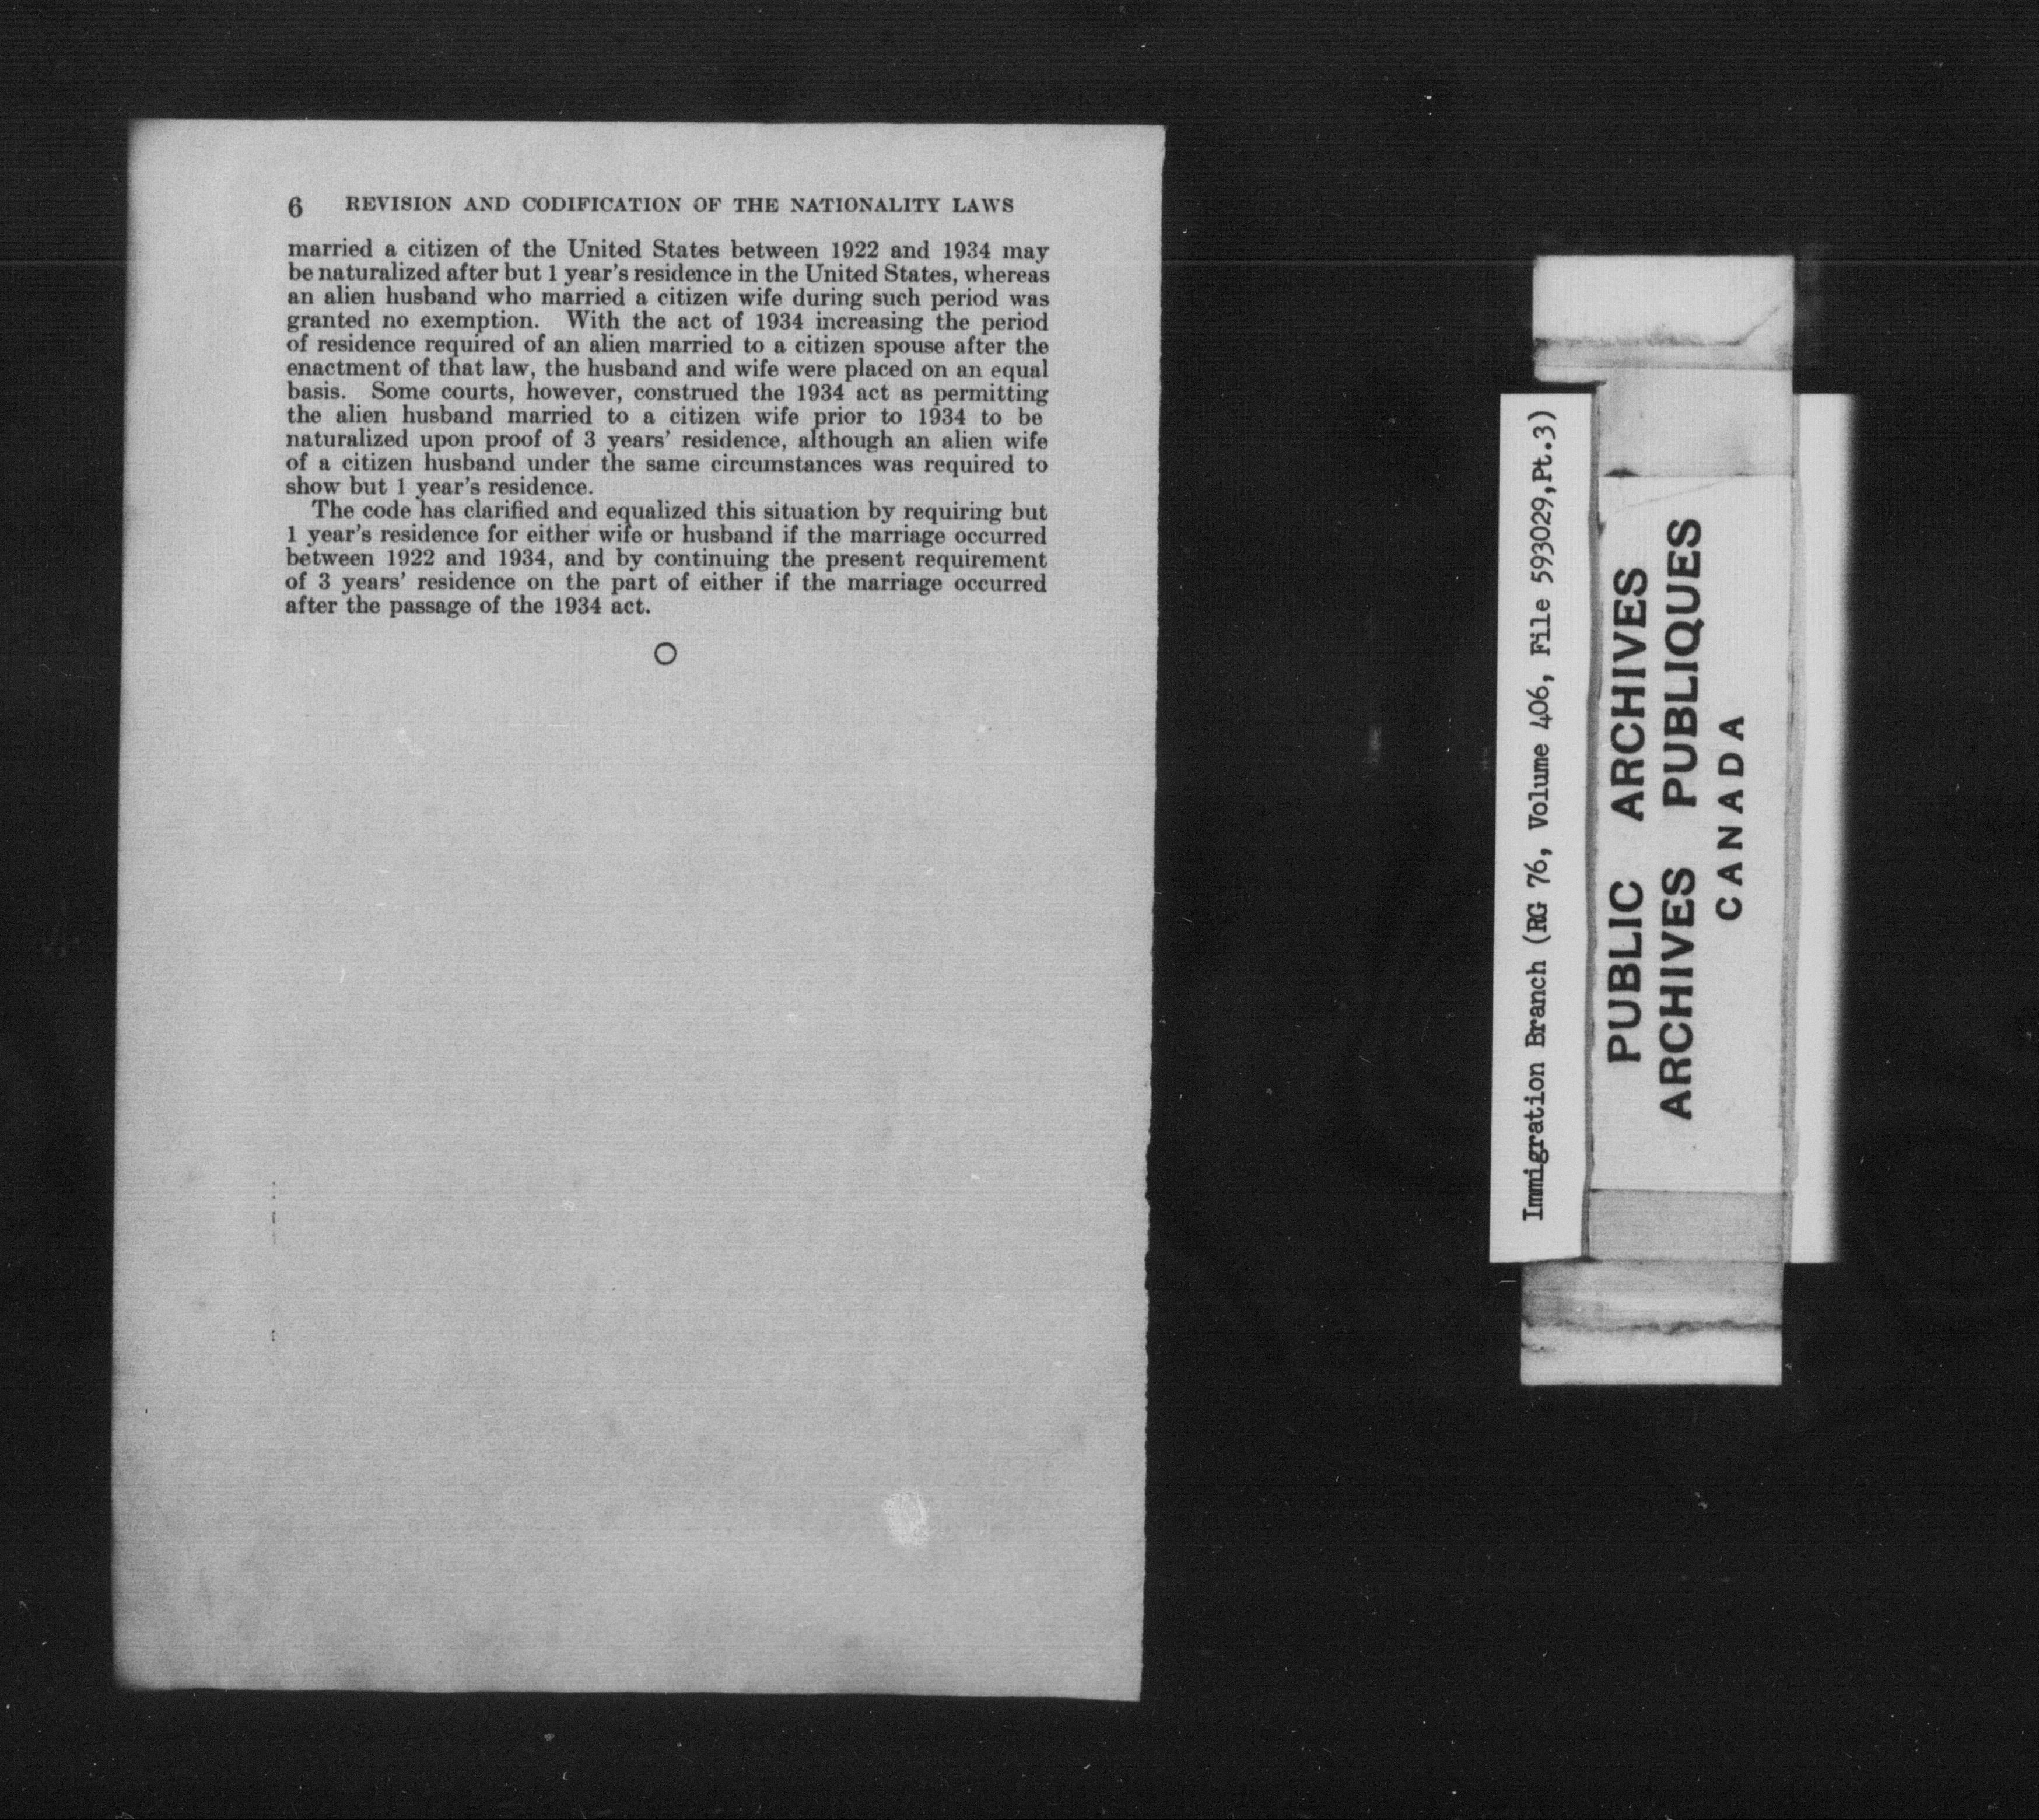 6 REVISION AND CODIFICATION OF THE NATIONALITY LAWS
married a citizen of the United States between 1922 and 1934 may
be naturalized after but 1 year's residence in the United States, whereas
an alien husband who married a citizen wife during such period was
granted no exemption. With the act of 1934 increasing the period
of residence required of an alien married to a citizen spouse after the
enactment of that law, the husband and wife were placed on an equal
basis. Some courts, however, construed the 1934 act as permitting
the alien husband married to a citizen wife prior to 1934 to be
naturalized upon proof of 3 years' residence, although an alien wife
of a citizen husband under the same circumstances was required to
show but 1 year's residence.
The code has clarified and equalized this situation by requiring but
1 year's residence for either wife or husband if the marriage occurred
between 1922 and 1934, and by continuing the present requirement
of 3 years' residence on the part of either if the marriage occurred
after the passage of the 1934 act.
Immigration Branch (RG 76, Volume 406, File 593029,Pt.3)
PUBLIC ARCHIVES
ARCHIVES PUBLIQUES
CANADA